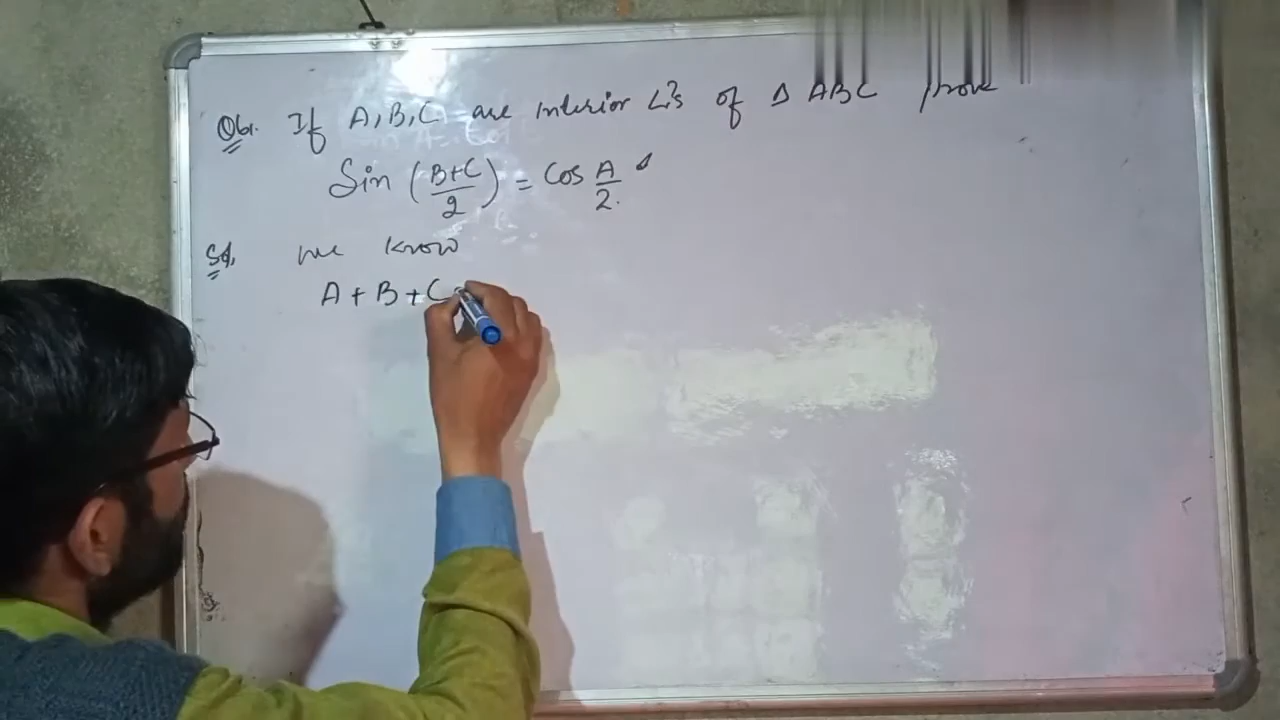 Q6. If A, B, C are interior ∠'s of Δ ABC prove
Sin (B+C/2) = Cos A/2.
Sol. we know
A + B + C =